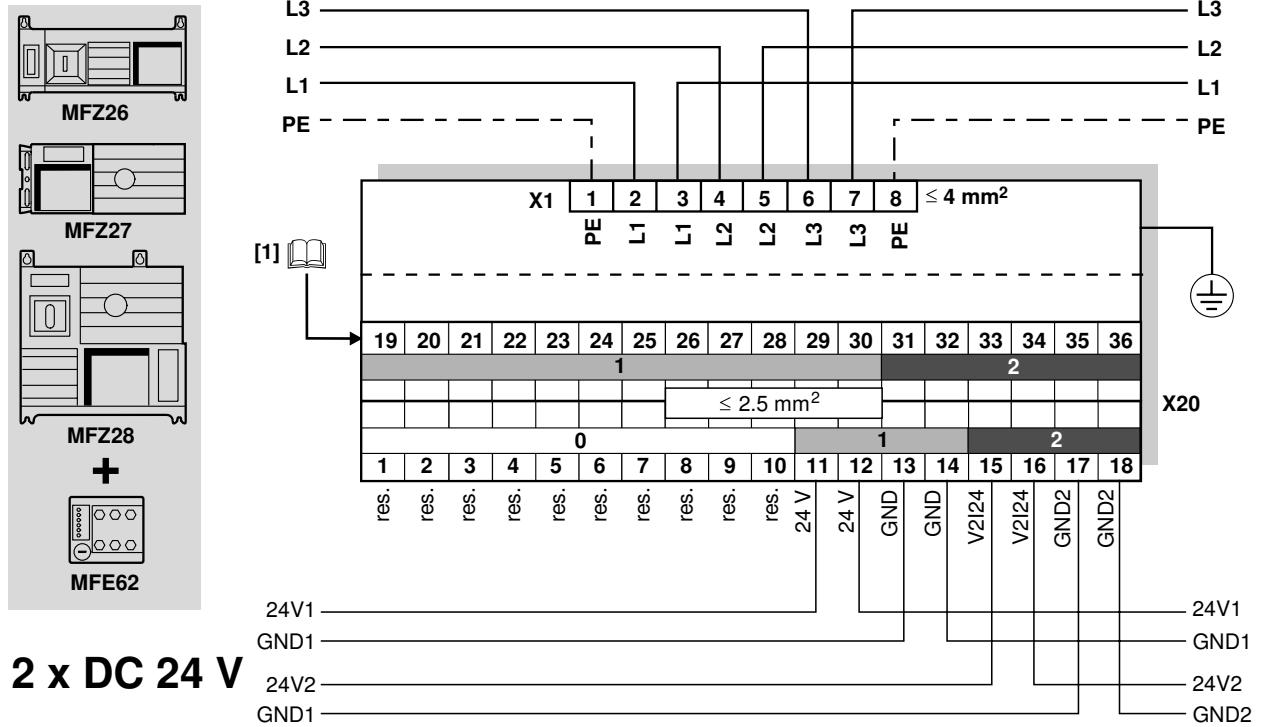 L3 L3
L2 L2
L1 L1
PE PE
MFZ26
MFZ27
MFZ28
+
MFE62
X1 1 2 3 4 5 6 7 8 ≤ 4 mm²
PE L1 L1 L2 L2 L3 L3 PE
[1]
19 20 21 22 23 24 25 26 27 28 29 30 31 32 33 34 35 36
1 2
≤ 2.5 mm²
X20
0 1 2
1 2 3 4 5 6 7 8 9 10 11 12 13 14 15 16 17 18
res. res. res. res. res. res. res. res. res. res. 24 V 24 V GND GND V2I24 V2I24 GND2 GND2
24V1 24V1
GND1 GND1
2 x DC 24 V
24V2 24V2
GND1 GND2